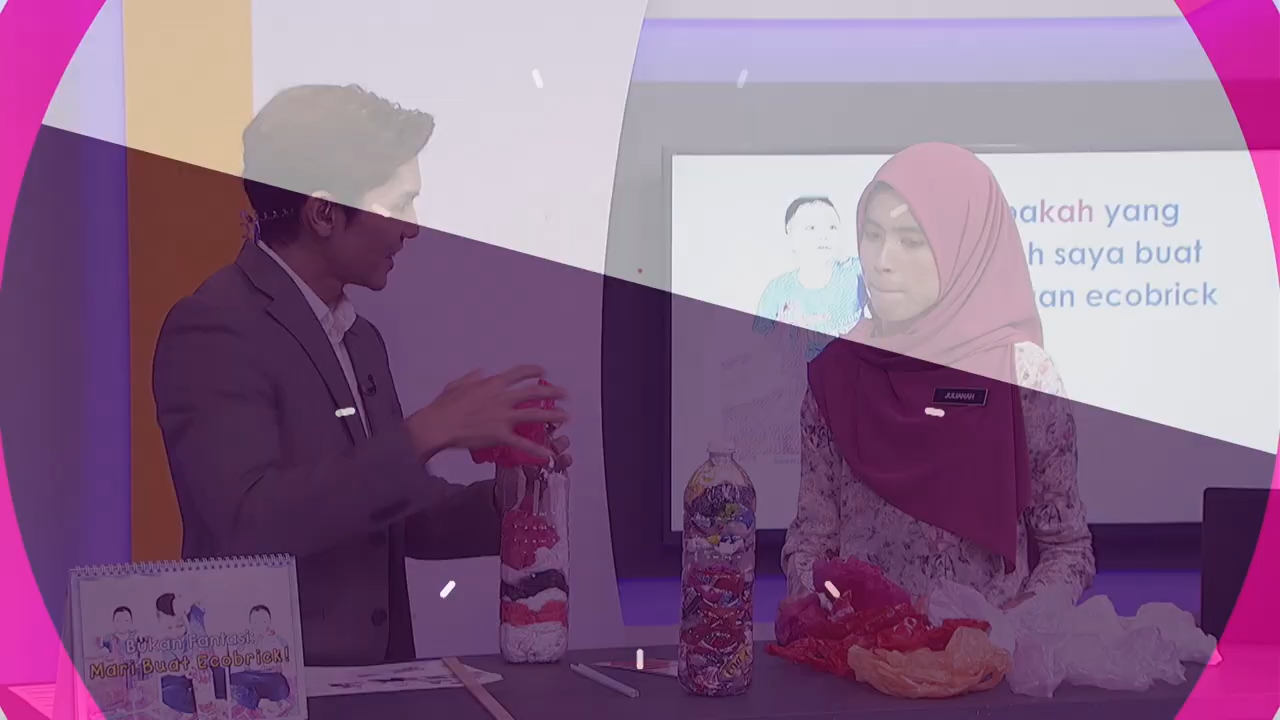 pakah yang
h saya buat
an ecobrick
JULIANAH
Bukan Fantasi
Mari Buat Ecobrick!